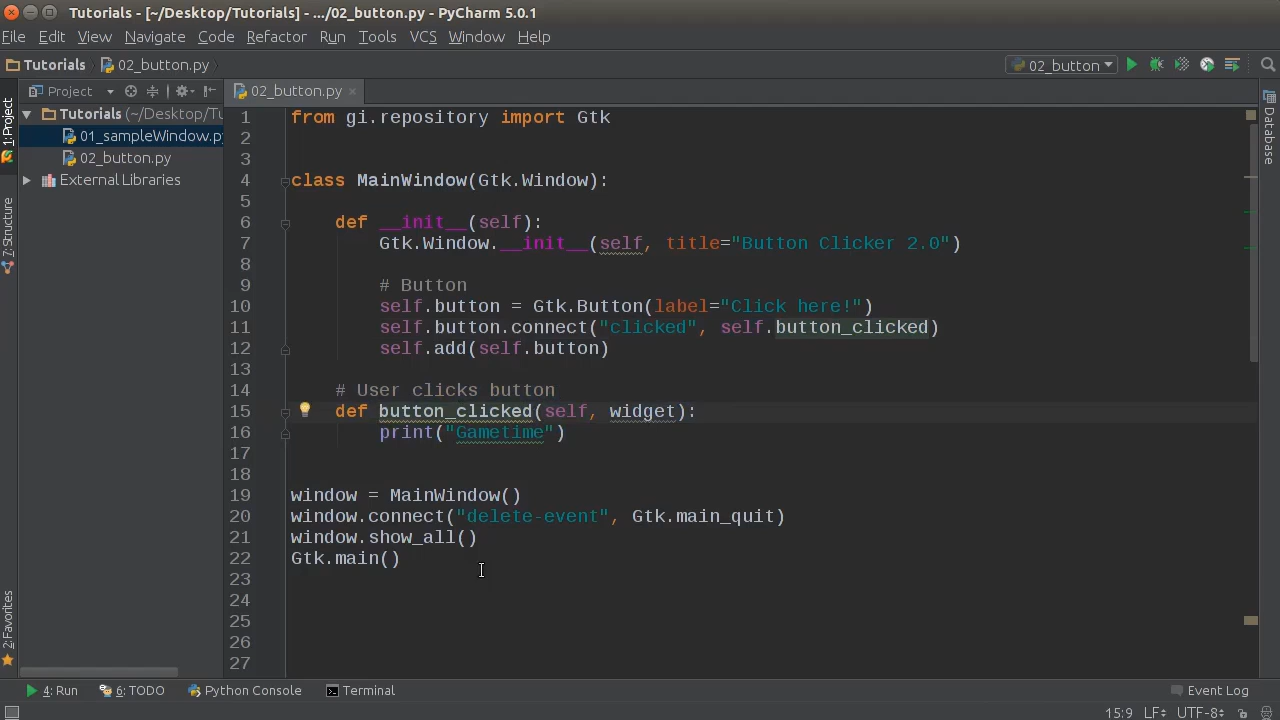 Tutorials - [~/Desktop/Tutorials] - .../02_button.py - PyCharm 5.0.1
File Edit View Navigate Code Refactor Run Tools VCS Window Help
Tutorials 02_button.py 02_button
Project 02_button.py
1: Project
Z: Structure
2: Favorites
Database
Tutorials (~/Desktop/Tu
01_sampleWindow.py
02_button.py
External Libraries
1 from gi.repository import Gtk
2
3
4 class MainWindow(Gtk.Window):
5
6 def __init__(self):
7 Gtk.Window.__init__(self, title="Button Clicker 2.0")
8
9 # Button
10 self.button = Gtk.Button(label="Click here!")
11 self.button.connect("clicked", self.button_clicked)
12 self.add(self.button)
13
14 # User clicks button
15 def button_clicked(self, widget):
16 print("Gametime")
17
18
19 window = MainWindow()
20 window.connect("delete-event", Gtk.main_quit)
21 window.show_all()
22 Gtk.main()
23
24
25
26
27
4: Run 6: TODO Python Console Terminal Event Log
15:9 LF UTF-8